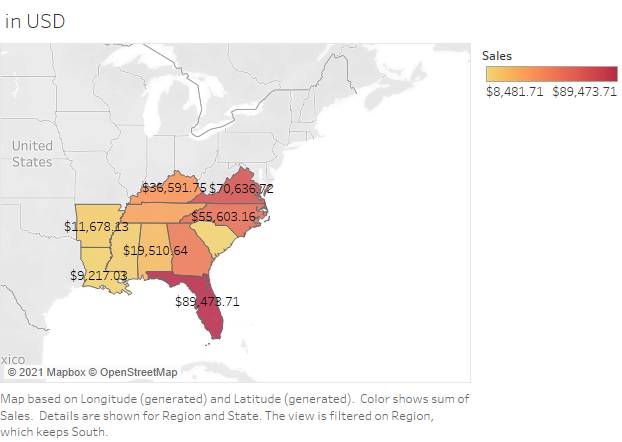 in USD
Sales
$8,481.71 $89,473.71
United
States
$36,591.75 $70,636.72
$55,603.16
$11,678.13
$19,510.64
$9,217.03
$89,473.71
xico
© 2021 Mapbox © OpenStreetMap
Map based on Longitude (generated) and Latitude (generated). Color shows sum of
Sales. Details are shown for Region and State. The view is filtered on Region,
which keeps South.